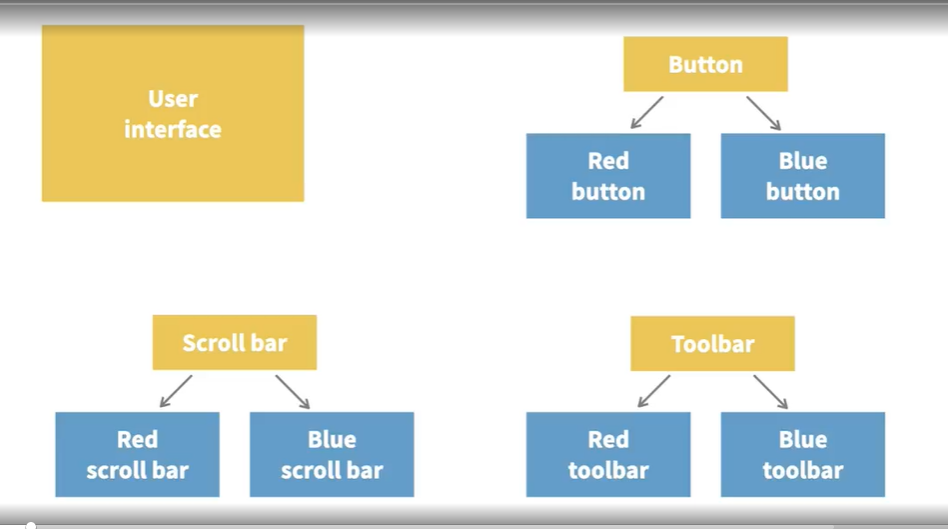 User
interface
Button
Red
button
Blue
button
Scroll bar
Red
scroll bar
Blue
scroll bar
Toolbar
Red
toolbar
Blue
toolbar